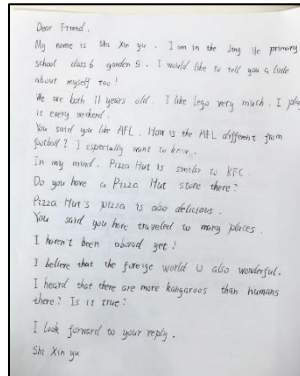 Dear Friend.
My name is Sha Xin yu. I am in the Jing He primary
school class 6 garden 5. I would like to tell you a little
about myself too!
We are both 11 years old. I like lego very much. I play
is every weekend.
You said you like AFL. How is the AFL different from
football? I especially want to know.
In my mind. Pizza Hut is similar to KFC.
Do you have a Pizza Hut store there?
Pizza Hut's pizza is also delicious.
You said you have traveled to many places.
I haven't been abroad yet!
I believe that the foreige world is also wonderful.
I heard that there are more kangaroos than humans
there? Is is true?
I look forward to your reply.
Sha Xin yu